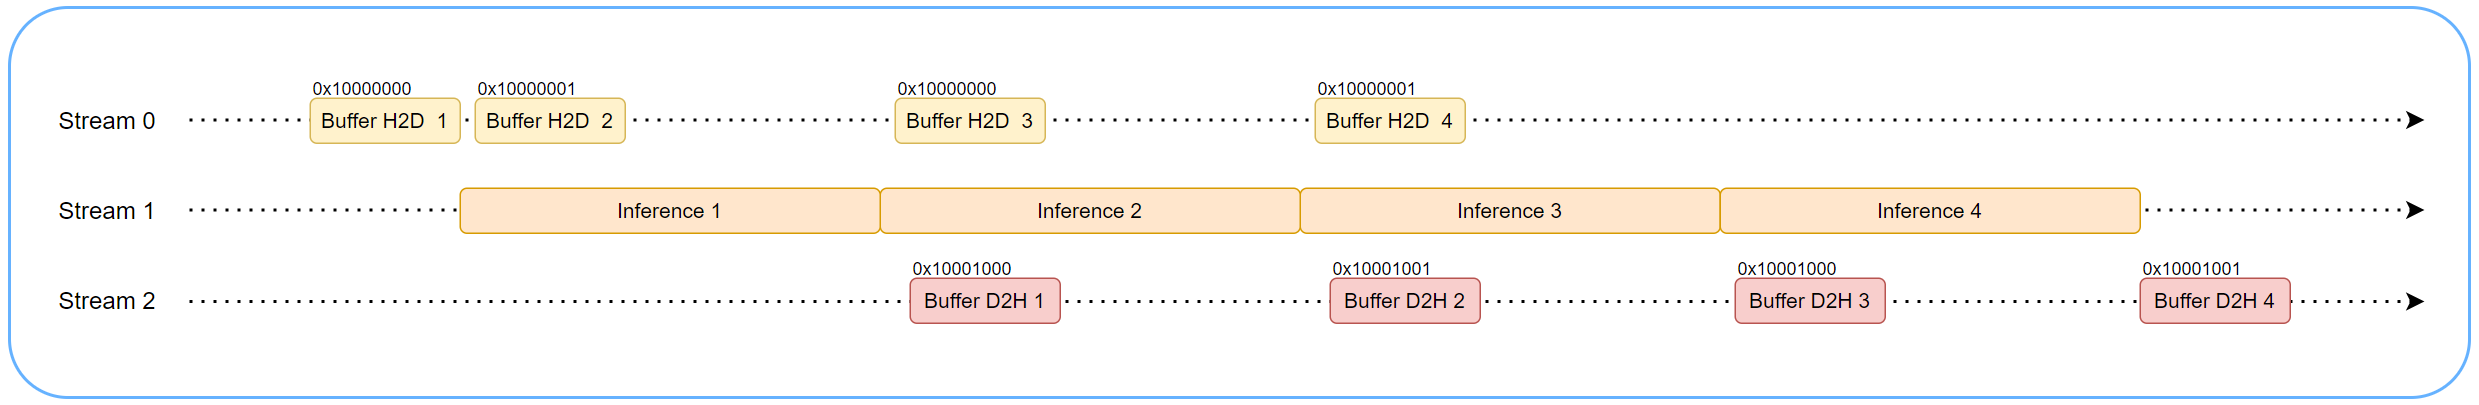 0x10000000 0x10000001 0x10000000 0x10000001
Stream 0 Buffer H2D 1 Buffer H2D 2 Buffer H2D 3 Buffer H2D 4
Stream 1 Inference 1 Inference 2 Inference 3 Inference 4
0x10001000 0x10001001 0x10001000 0x10001001
Stream 2 Buffer D2H 1 Buffer D2H 2 Buffer D2H 3 Buffer D2H 4